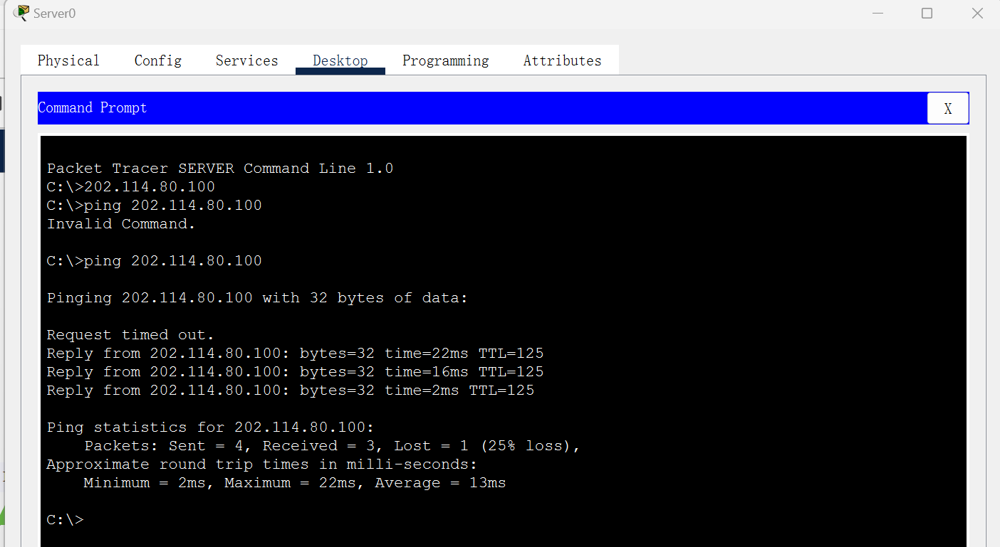 Server0
Physical Config Services Desktop Programming Attributes
Command Prompt
X
Packet Tracer SERVER Command Line 1.0
C:\>202.114.80.100
C:\>ping 202.114.80.100
Invalid Command.
C:\>ping 202.114.80.100
Pinging 202.114.80.100 with 32 bytes of data:
Request timed out.
Reply from 202.114.80.100: bytes=32 time=22ms TTL=125
Reply from 202.114.80.100: bytes=32 time=16ms TTL=125
Reply from 202.114.80.100: bytes=32 time=2ms TTL=125
Ping statistics for 202.114.80.100:
    Packets: Sent = 4, Received = 3, Lost = 1 (25% loss),
Approximate round trip times in milli-seconds:
    Minimum = 2ms, Maximum = 22ms, Average = 13ms
C:\>